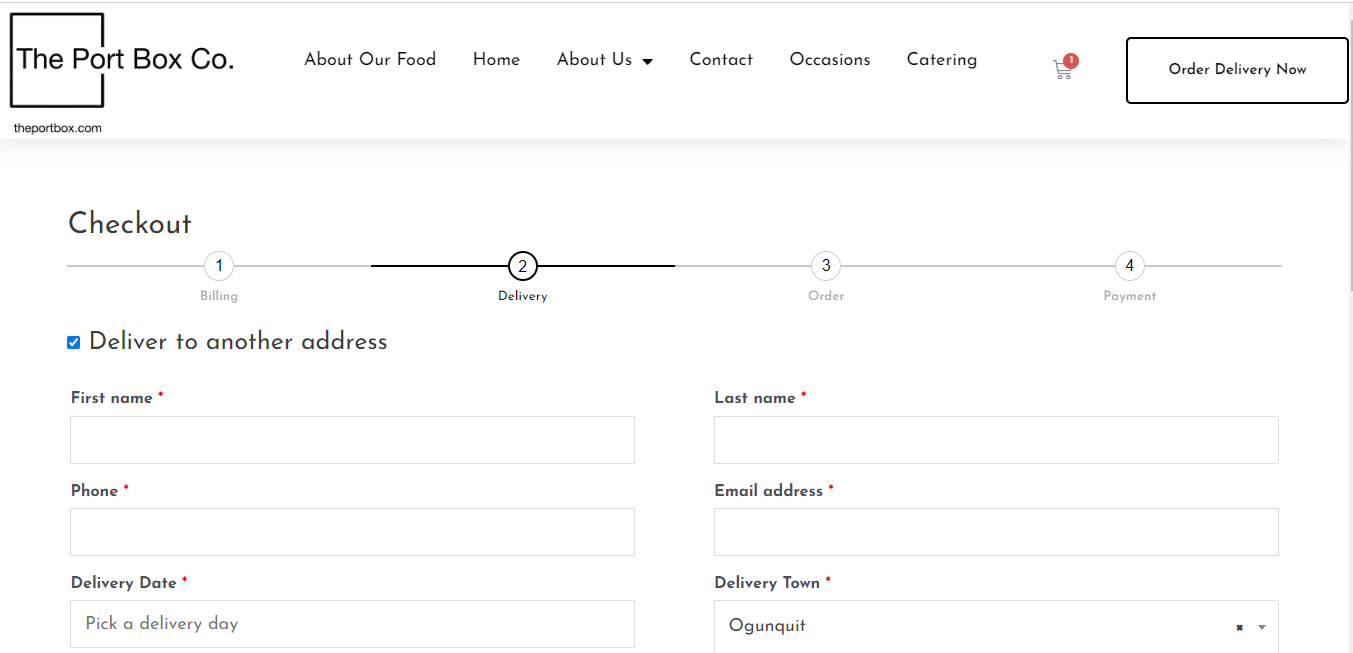 The Port Box Co.
theportbox.com
About Our Food Home About Us Contact Occasions Catering
1
Order Delivery Now
Checkout
1 2 3 4
Billing Delivery Order Payment
Deliver to another address
First name * Last name *
Phone * Email address *
Delivery Date * Delivery Town *
Pick a delivery day Ogunquit ×